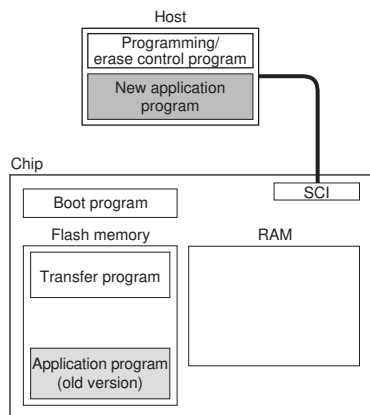 Host
Programming/
erase control program
New application
program
Chip
SCI
Boot program
Flash memory
RAM
Transfer program
Application program
(old version)